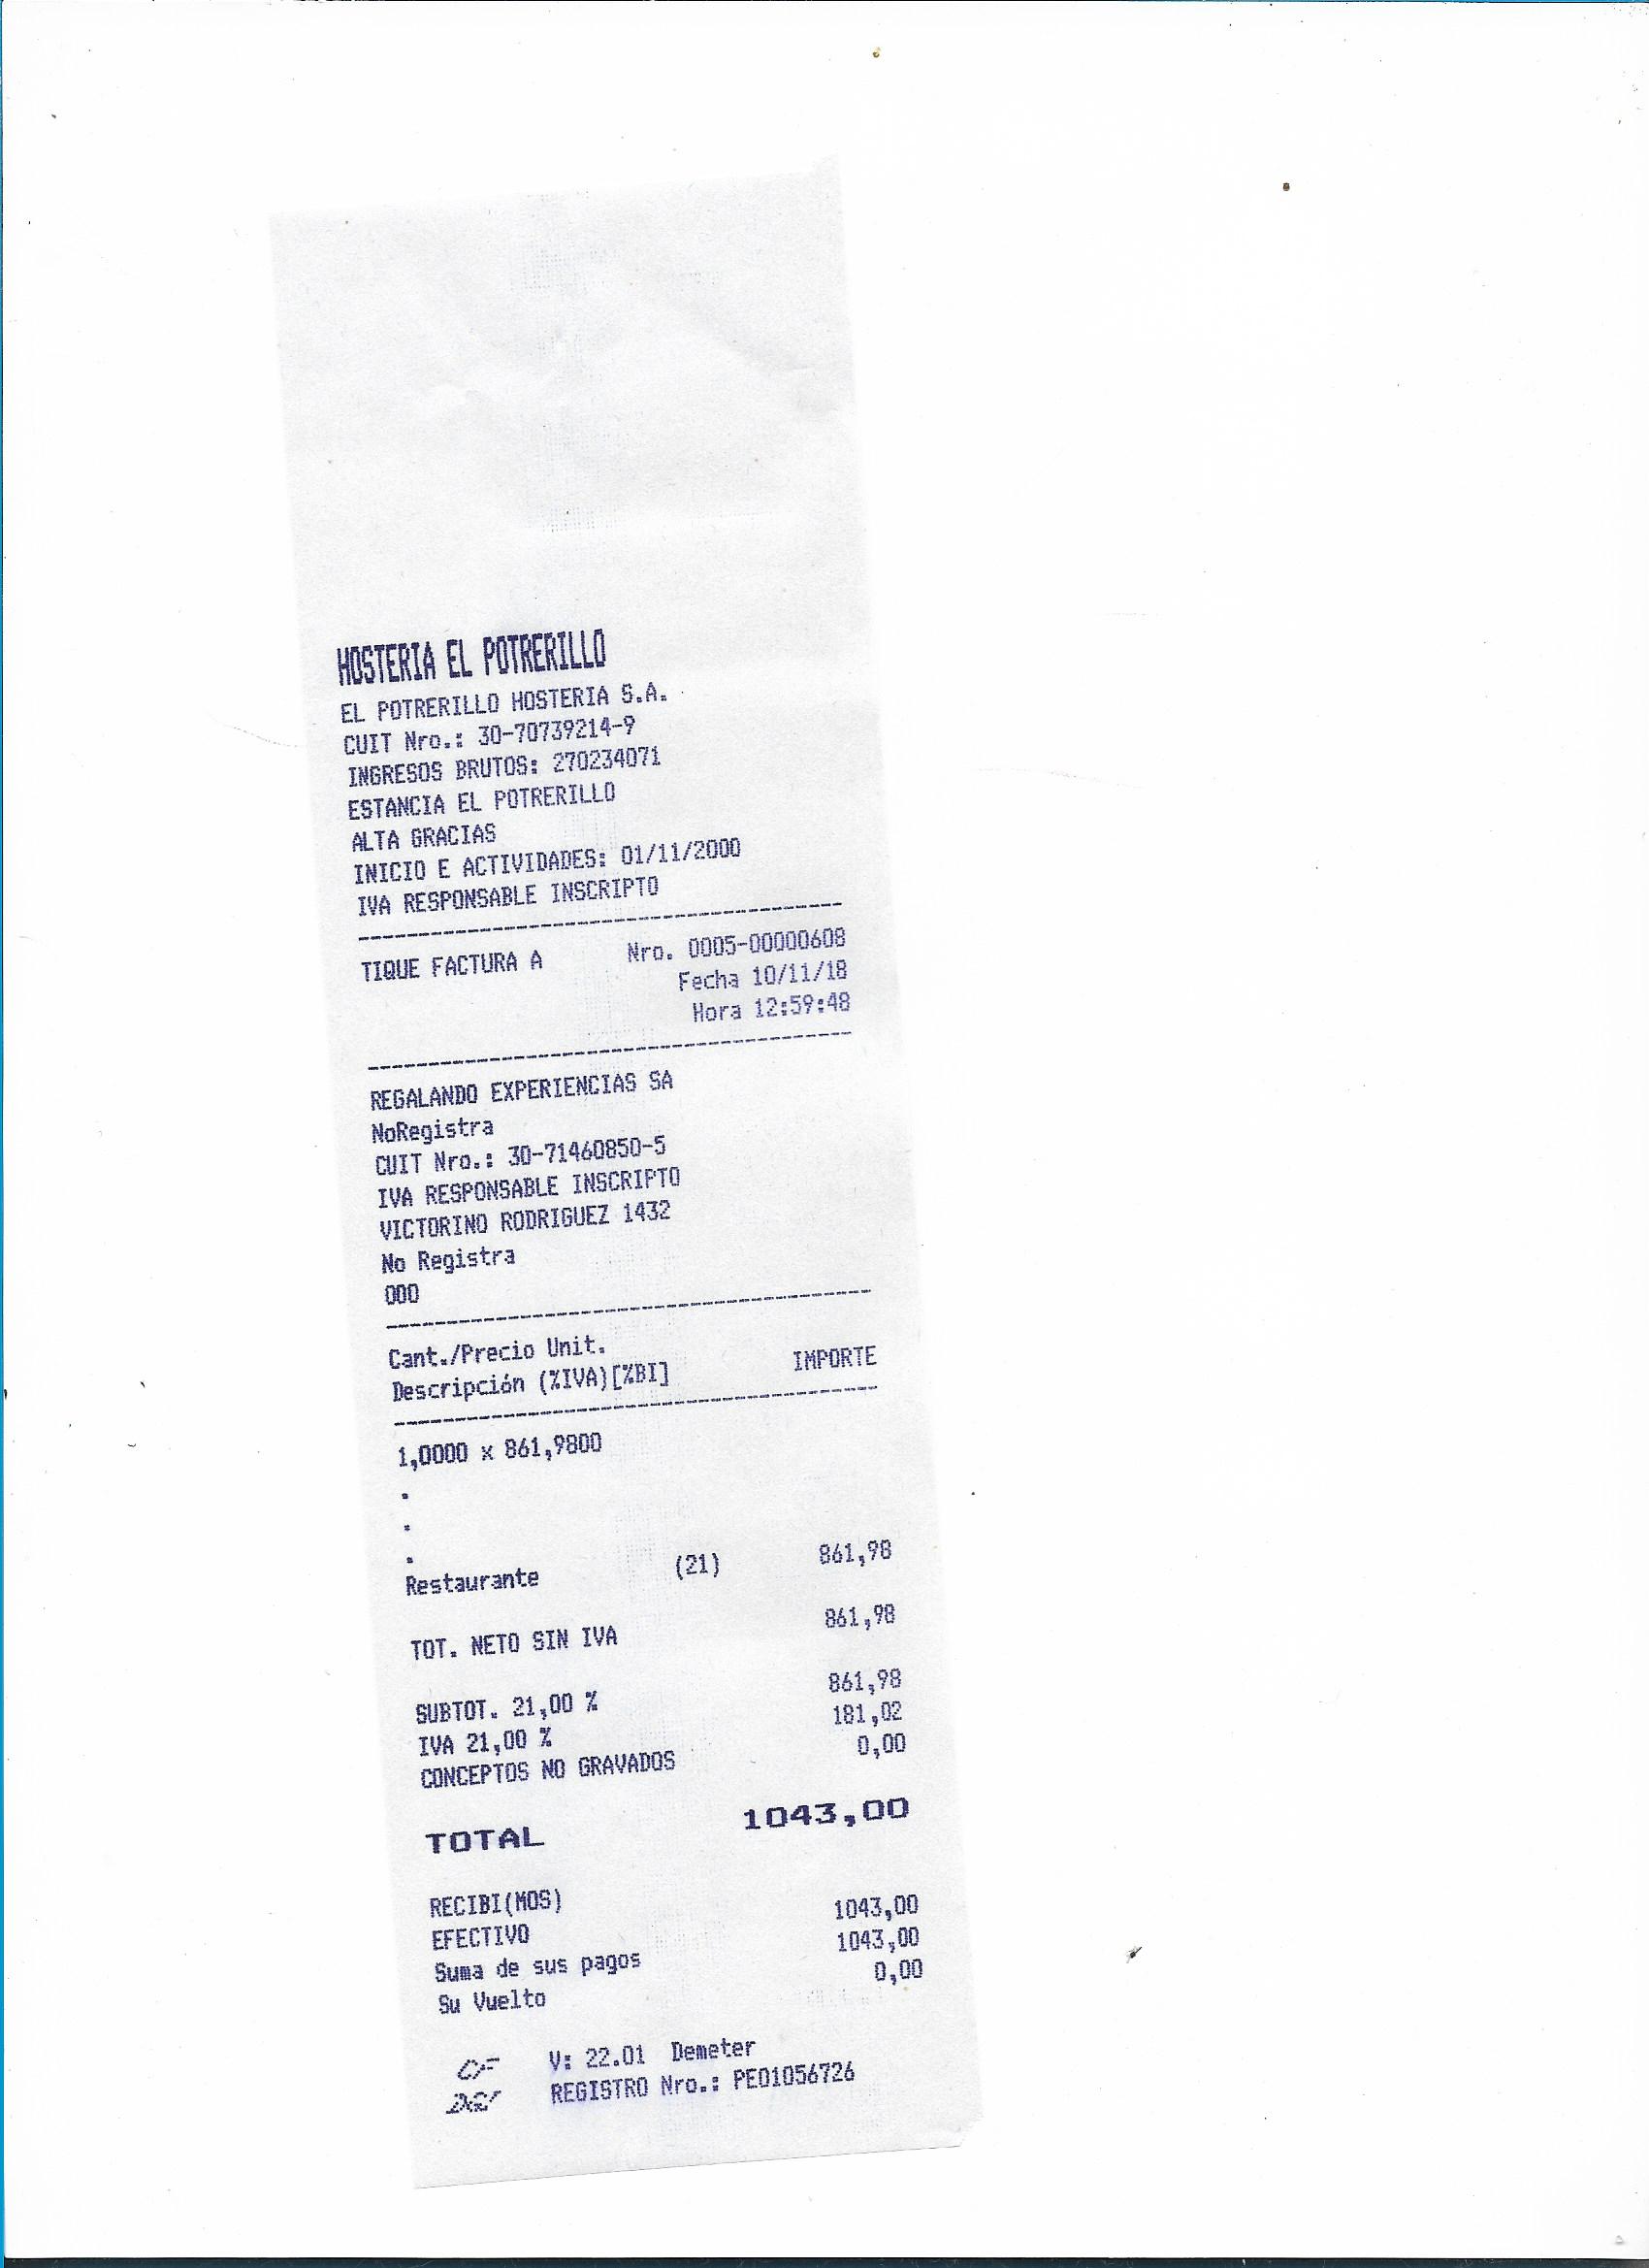 HOSTERIA EL POTRERILLO
EL POTRERILLO HOSTERIA S.A.
CUIT Nro.: 30-70739214-9
INGRESOS BRUTOS: 270234071
ESTANCIA EL POTRERILLO
ALTA GRACIAS
INICIO E ACTIVIDADES: 01/11/2000
IVA RESPONSABLE INSCRIPTO
TIQUE FACTURA A Nro. 0005-00000608
Fecha 10/11/18
Hora 12:59:48
REGALANDO EXPERIENCIAS SA
NoRegistra
CUIT Nro.: 30-71460850-5
IVA RESPONSABLE INSCRIPTO
VICTORINO RODRIGUEZ 1432
No Registra
000
Cant./Precio Unit.
Descripción (%IVA)[%BI] IMPORTE
1,0000 x 861,9800
.
.
.
Restaurante (21) 861,98
TOT. NETO SIN IVA 861,98
SUBTOT. 21,00 % 861,98
IVA 21,00 % 181,02
CONCEPTOS NO GRAVADOS 0,00
TOTAL 1043,00
RECIBI(MOS)
EFECTIVO 1043,00
Suma de sus pagos 1043,00
Su Vuelto 0,00
CF V: 22.01 Demeter
DGI REGISTRO Nro.: PEO1056726